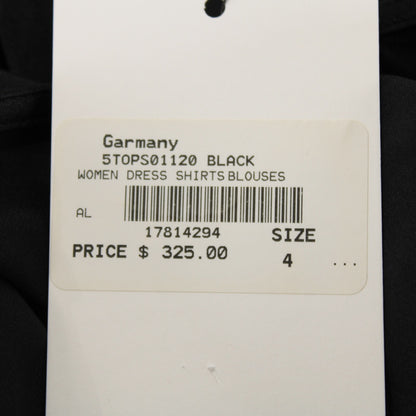 Garmany
5TOPS01120 BLACK
WOMEN DRESS SHIRTS BLOUSES
AL
17814294
SIZE
PRICE $ 325.00
4 ...